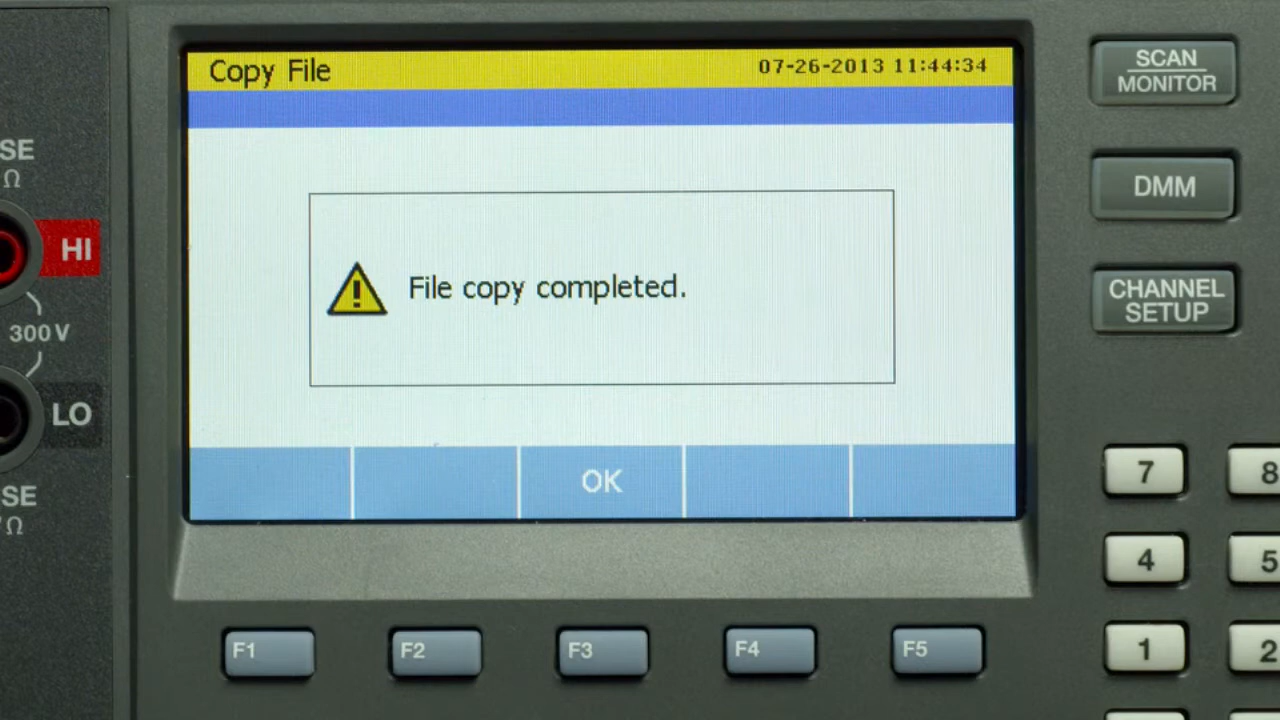 Copy File
07-26-2013 11:44:34
File copy completed.
OK
F1
F2
F3
F4
F5
SCAN
MONITOR
DMM
CHANNEL
SETUP
7
8
4
5
1
2
SE
Ω
HI
300 V
LO
SE
Ω